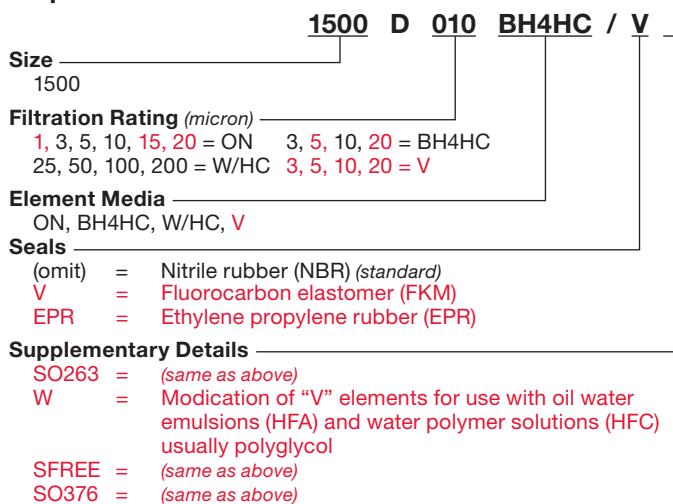 1500 D 010 BH4HC / V
Size
1500
Filtration Rating (micron)
1, 3, 5, 10, 15, 20 = ON 3, 5, 10, 20 = BH4HC
25, 50, 100, 200 = W/HC 3, 5, 10, 20 = V
Element Media
ON, BH4HC, W/HC, V
Seals
(omit) = Nitrile rubber (NBR) (standard)
V = Fluorocarbon elastomer (FKM)
EPR = Ethylene propylene rubber (EPR)
Supplementary Details
SO263 = (same as above)
W = Modication of “V” elements for use with oil water
emulsions (HFA) and water polymer solutions (HFC)
usually polyglycol
SFREE = (same as above)
SO376 = (same as above)